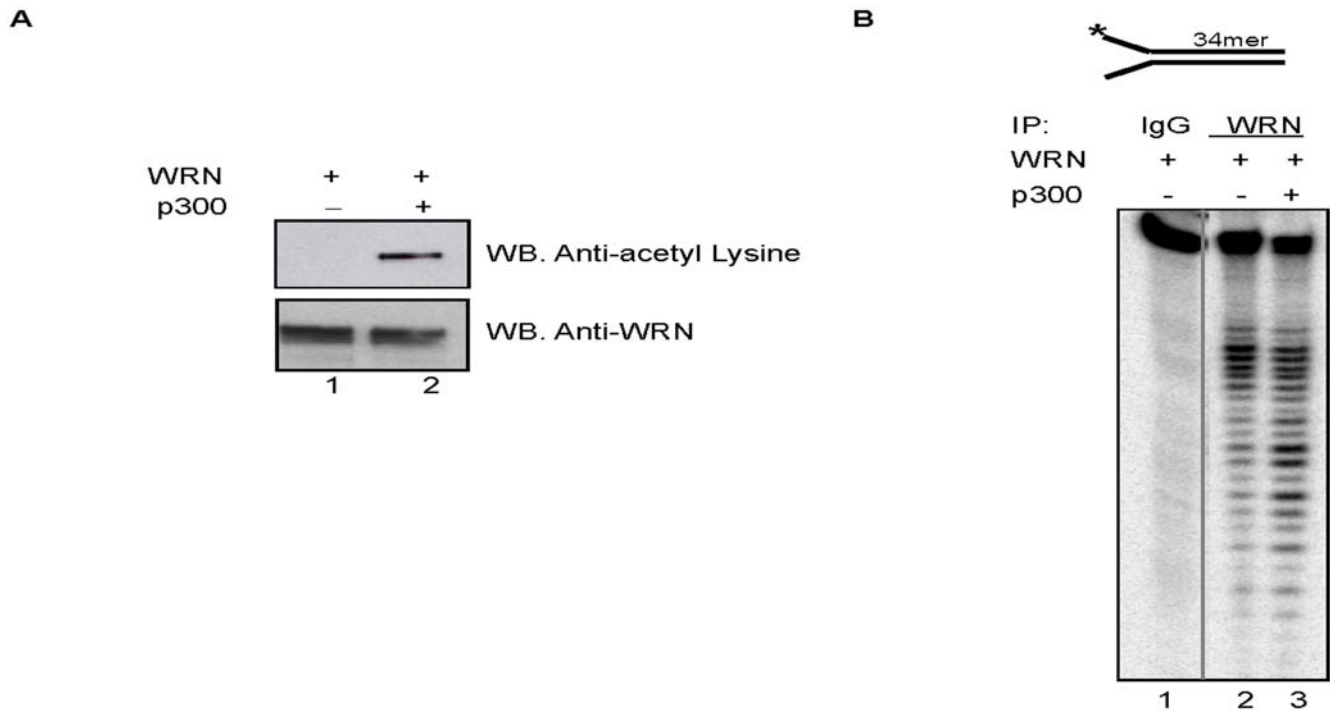 A
WRN + +
p300 – +
WB. Anti-acetyl Lysine
WB. Anti-WRN
1 2
B
*
34mer
IP: IgG WRN
WRN + + +
p300 - - +
1 2 3